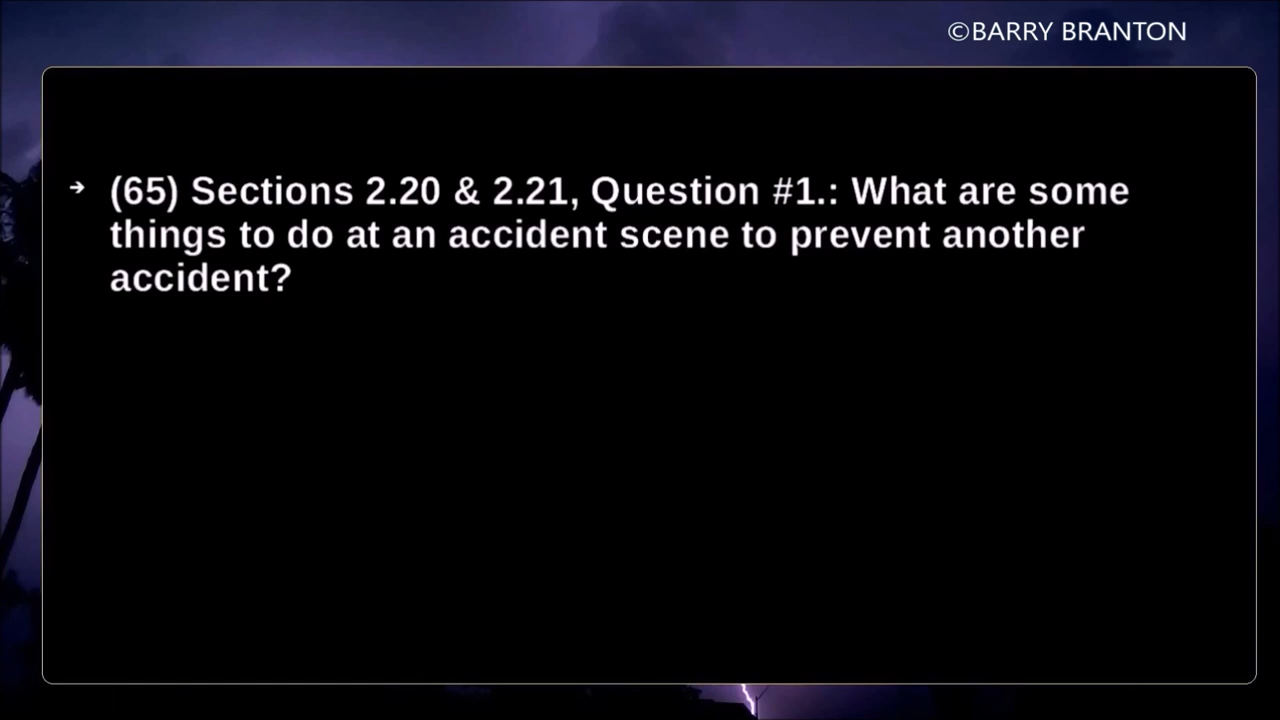 ©BARRY BRANTON
➔ (65) Sections 2.20 & 2.21, Question #1.: What are some
things to do at an accident scene to prevent another
accident?